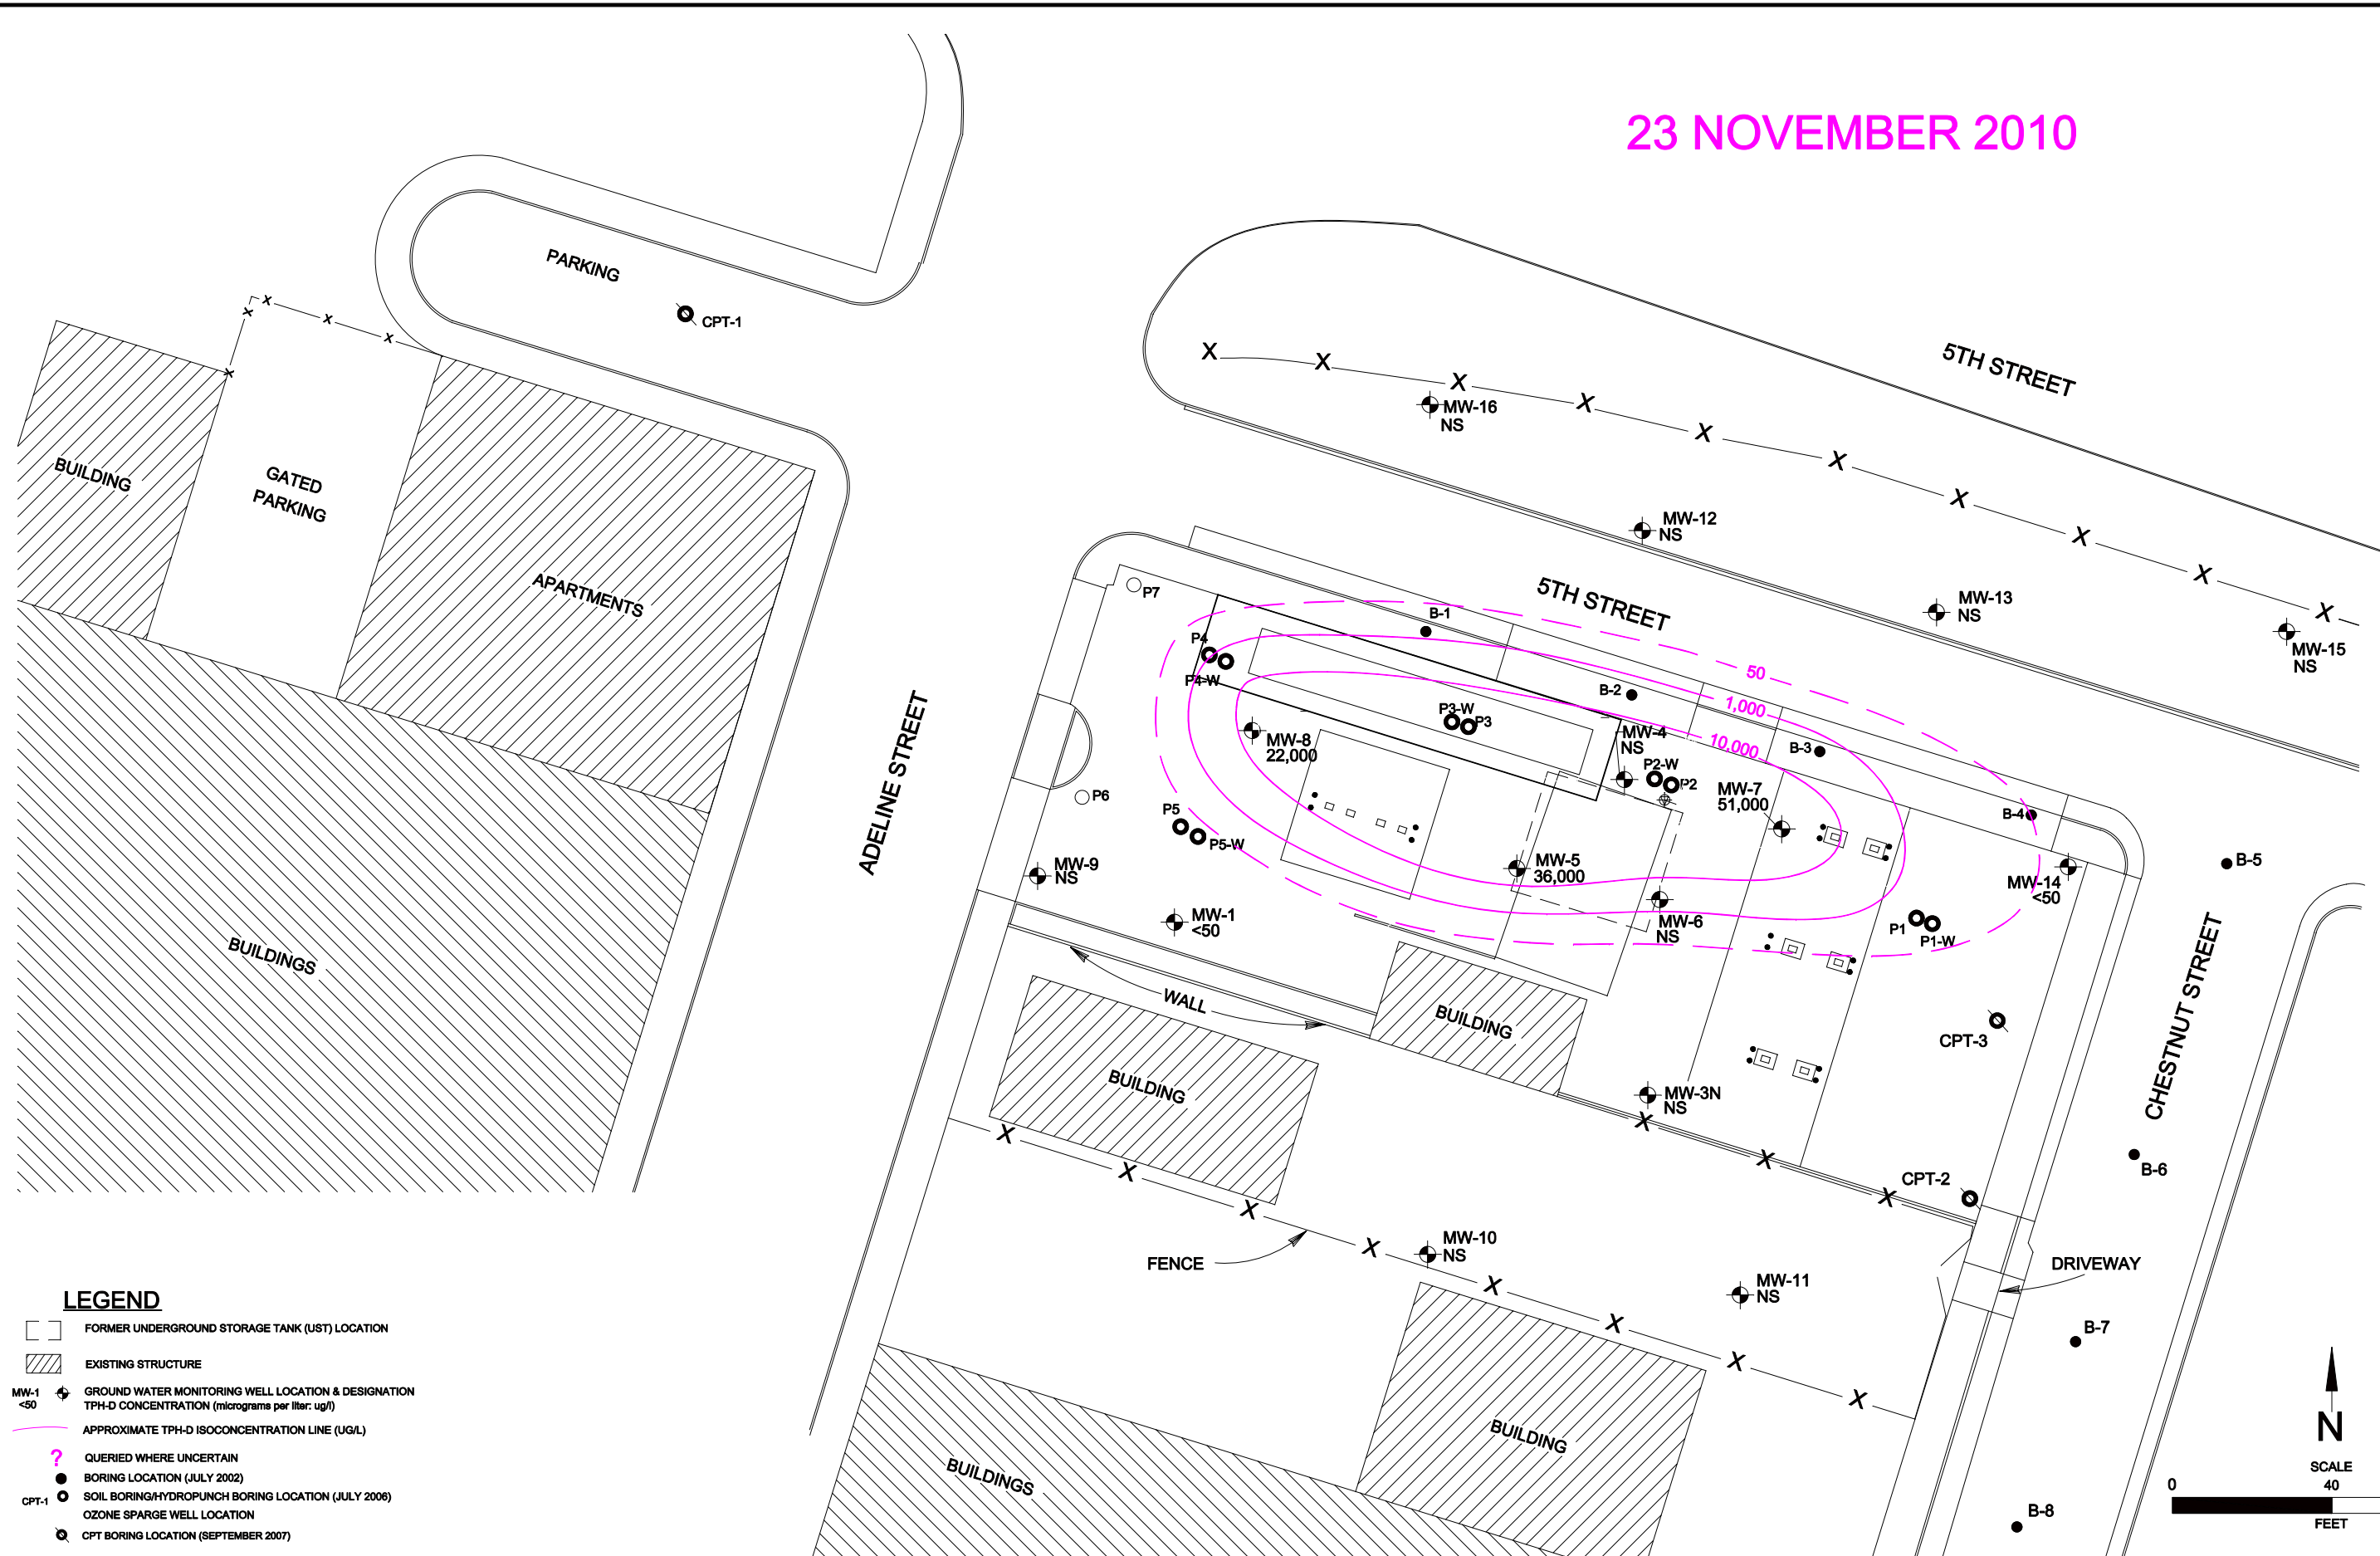 23 NOVEMBER 2010
PARKING
CPT-1
5TH STREET
MW-16
NS
BUILDING
GATED
PARKING
APARTMENTS
MW-12
NS
MW-13
NS
MW-15
NS
5TH STREET
P7
B-1
P4
P4-W
50
1,000
10,000
B-2
P3-W
P3
MW-4
NS
B-3
MW-8
22,000
P2-W
P2
MW-7
51,000
ADELINE STREET
P6
P5
P5-W
B-4
MW-9
NS
MW-5
36,000
MW-14
<50
B-5
MW-1
<50
MW-6
NS
P1
P1-W
BUILDINGS
WALL
BUILDING
CPT-3
CHESTNUT STREET
BUILDING
MW-3N
NS
CPT-2
B-6
FENCE
MW-10
NS
MW-11
NS
DRIVEWAY
B-7
BUILDING
BUILDINGS
B-8
LEGEND
FORMER UNDERGROUND STORAGE TANK (UST) LOCATION
EXISTING STRUCTURE
MW-1
<50
GROUND WATER MONITORING WELL LOCATION & DESIGNATION
TPH-D CONCENTRATION (micrograms per liter: ug/l)
APPROXIMATE TPH-D ISOCONCENTRATION LINE (UG/L)
? QUERIED WHERE UNCERTAIN
BORING LOCATION (JULY 2002)
CPT-1 SOIL BORING/HYDROPUNCH BORING LOCATION (JULY 2006)
OZONE SPARGE WELL LOCATION
CPT BORING LOCATION (SEPTEMBER 2007)
N
SCALE
0 40
FEET